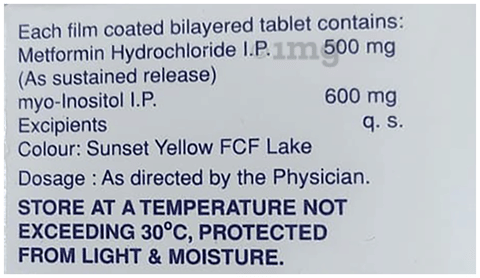 Each film coated bilayered tablet contains:
Metformin Hydrochloride I.P. 500 mg
(As sustained release)
myo-Inositol I.P. 600 mg
Excipients q. s.
Colour: Sunset Yellow FCF Lake
Dosage : As directed by the Physician.
STORE AT A TEMPERATURE NOT
EXCEEDING 30°C, PROTECTED
FROM LIGHT & MOISTURE.